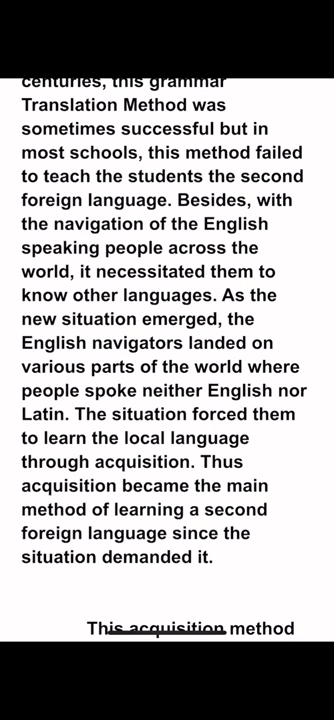 centuries, this grammar
Translation Method was
sometimes successful but in
most schools, this method failed
to teach the students the second
foreign language. Besides, with
the navigation of the English
speaking people across the
world, it necessitated them to
know other languages. As the
new situation emerged, the
English navigators landed on
various parts of the world where
people spoke neither English nor
Latin. The situation forced them
to learn the local language
through acquisition. Thus
acquisition became the main
method of learning a second
foreign language since the
situation demanded it.
This acquisition method